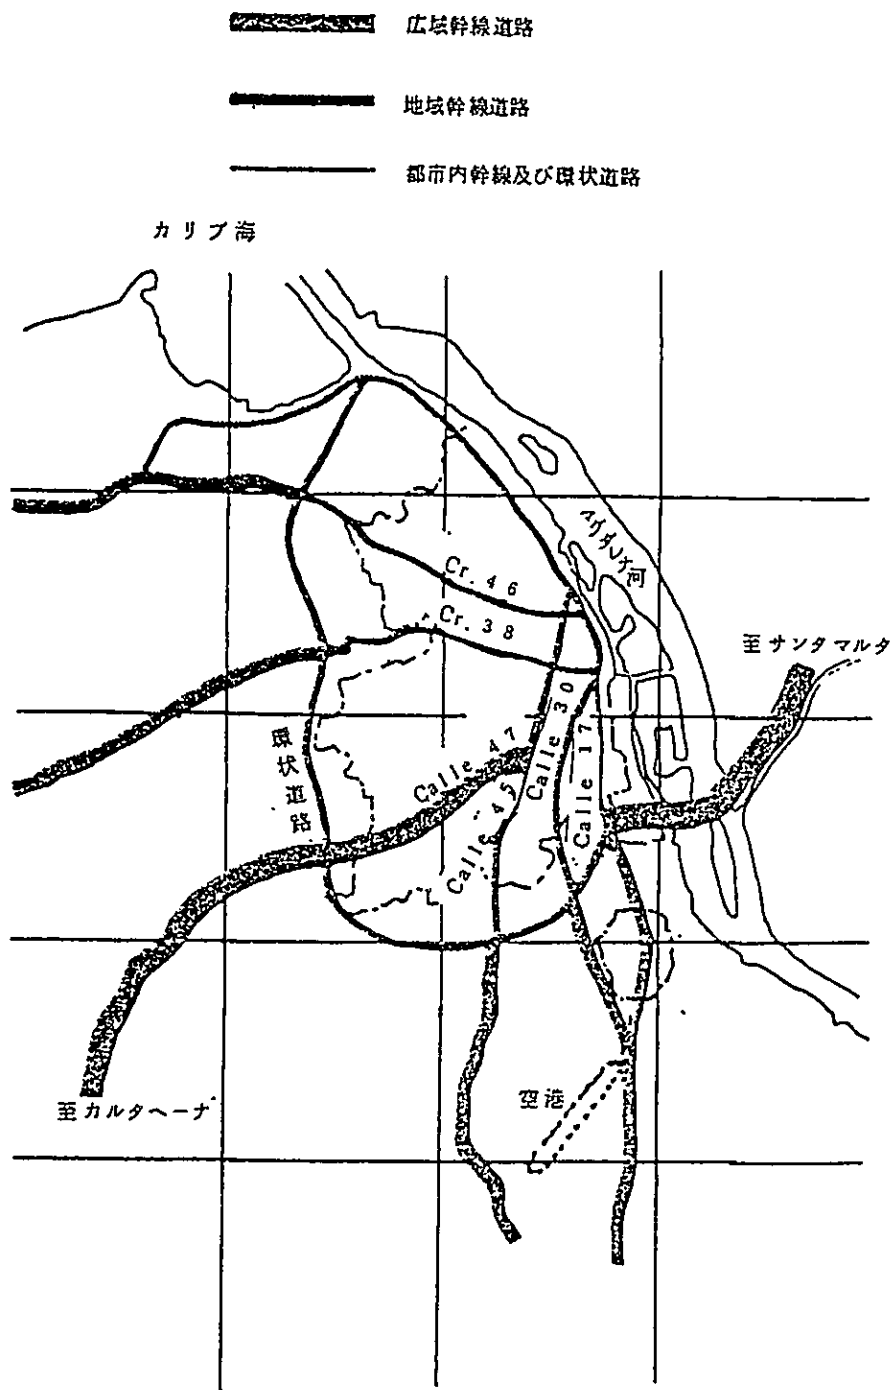 広域幹線道路
地域幹線道路
都市内幹線及び環状道路
カリブ海
マグダレナ河
Cr. 46
Cr. 38
至サンタマルタ
Calle 30
Calle 17
環状道路
Calle 47
Calle 45
空港
至カルタヘーナ